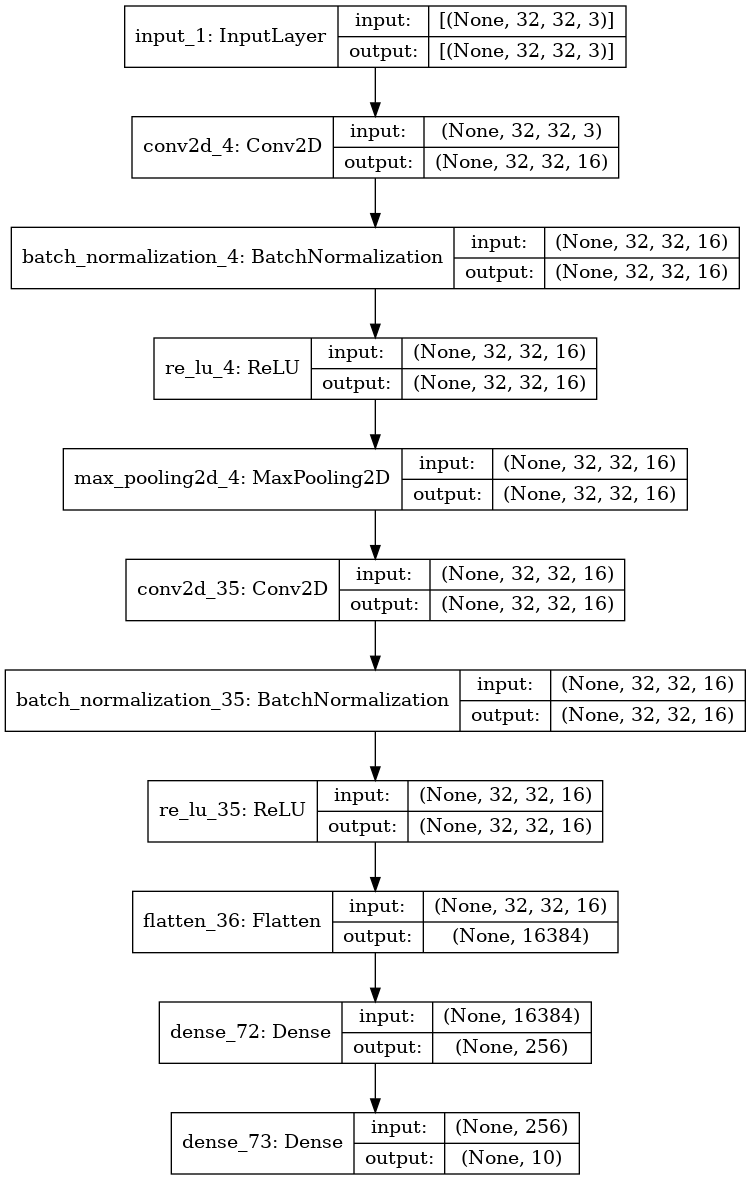 input_1: InputLayer
input: [(None, 32, 32, 3)]
output: [(None, 32, 32, 3)]
conv2d_4: Conv2D
input: (None, 32, 32, 3)
output: (None, 32, 32, 16)
batch_normalization_4: BatchNormalization
input: (None, 32, 32, 16)
output: (None, 32, 32, 16)
re_lu_4: ReLU
input: (None, 32, 32, 16)
output: (None, 32, 32, 16)
max_pooling2d_4: MaxPooling2D
input: (None, 32, 32, 16)
output: (None, 32, 32, 16)
conv2d_35: Conv2D
input: (None, 32, 32, 16)
output: (None, 32, 32, 16)
batch_normalization_35: BatchNormalization
input: (None, 32, 32, 16)
output: (None, 32, 32, 16)
re_lu_35: ReLU
input: (None, 32, 32, 16)
output: (None, 32, 32, 16)
flatten_36: Flatten
input: (None, 32, 32, 16)
output: (None, 16384)
dense_72: Dense
input: (None, 16384)
output: (None, 256)
dense_73: Dense
input: (None, 256)
output: (None, 10)